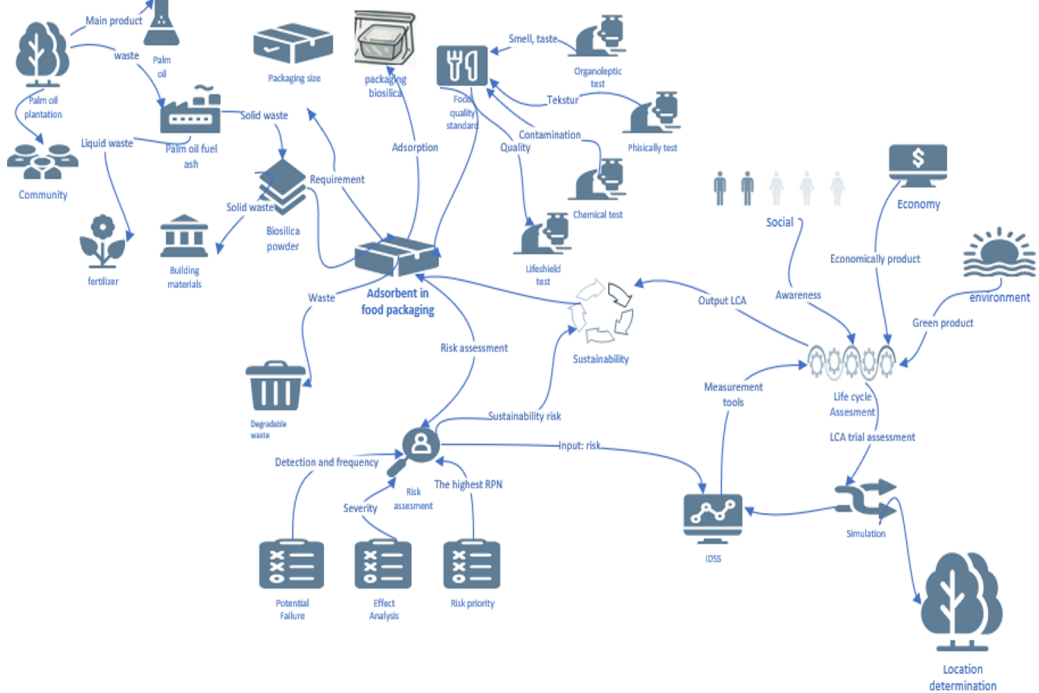 Main product
waste
Palm
oil
Palm oil
plantation
Community
Liquid waste
Palm oil fuel
ash
fertilizer
Building
materials
Solid waste
Solid waste
Biosilica
powder
Packaging size
Requirement
packaging
biosilica
Adsorption
Food
quality
standard
Quality
Smell, taste
Organoleptic
test
Tekstur
Phisically test
Contamination
Chemical test
Lifeshield
test
Adsorbent in
food packaging
Waste
Degradable
waste
Risk assessment
Sustainability
Sustainability risk
Output LCA
Social
Awareness
Economy
Economically product
environment
Green product
Life cycle
Assesment
LCA trial assessment
Measurement
tools
Input: risk
Detection and frequency
Severity
Risk
assesment
The highest RPN
Potential
Failure
Effect
Analysis
Risk priority
IDSS
Simulation
Location
determination